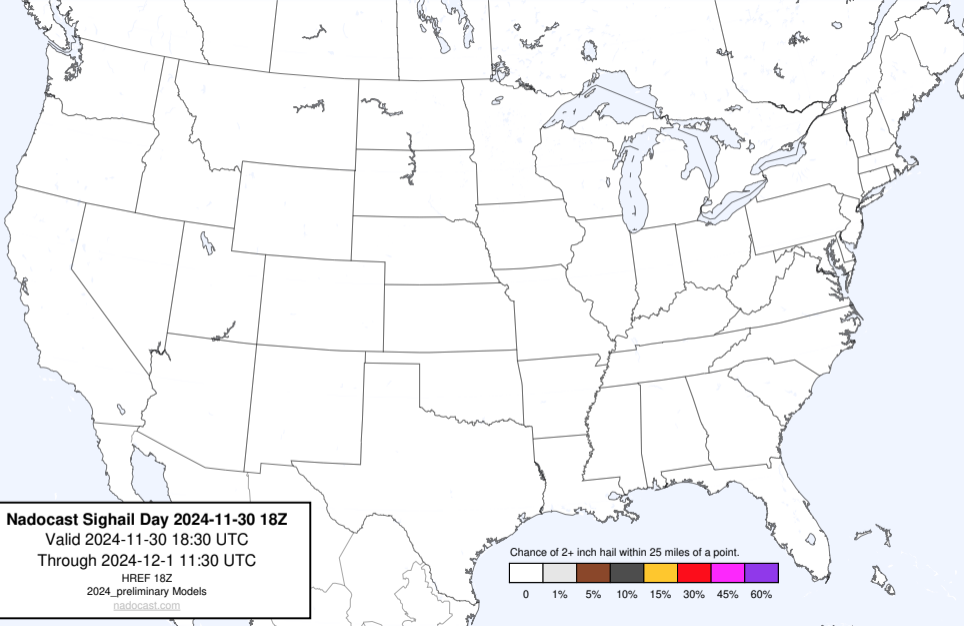 Nadocast Sighail Day 2024-11-30 18Z
Valid 2024-11-30 18:30 UTC
Through 2024-12-1 11:30 UTC
HREF 18Z
2024_preliminary Models
nadocast.com
Chance of 2+ inch hail within 25 miles of a point.
0 1% 5% 10% 15% 30% 45% 60%